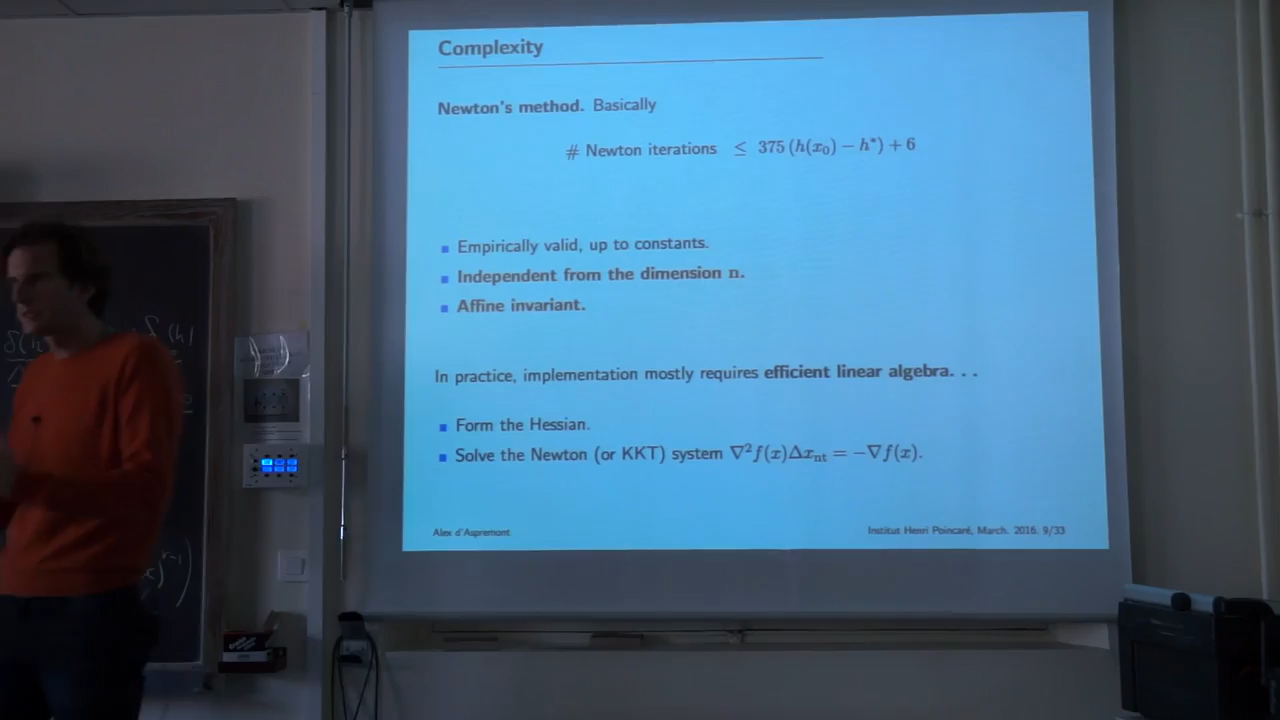 Complexity
Newton's method. Basically
# Newton iterations ≤ 375 (h(x₀) − h*) + 6
▪ Empirically valid, up to constants.
▪ Independent from the dimension n.
▪ Affine invariant.
In practice, implementation mostly requires efficient linear algebra. . .
▪ Form the Hessian.
▪ Solve the Newton (or KKT) system ∇²f(x)Δxₙₜ = −∇f(x).
Alex d'Aspremont
Institut Henri Poincaré, March. 2016. 9/33